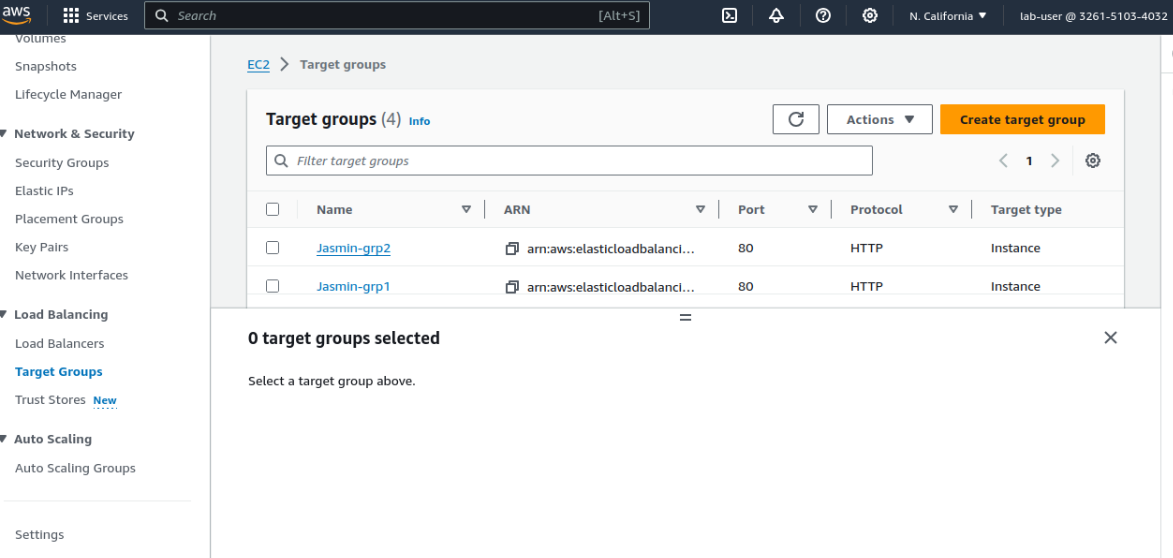 aws
Services
Search [Alt+S]
N. California
lab-user @ 3261-5103-4032
Volumes
Snapshots
Lifecycle Manager
Network & Security
Security Groups
Elastic IPs
Placement Groups
Key Pairs
Network Interfaces
Load Balancing
Load Balancers
Target Groups
Trust Stores New
Auto Scaling
Auto Scaling Groups
Settings
EC2 Target groups
Target groups (4) Info
Actions
Create target group
Filter target groups
1
Name ARN Port Protocol Target type
Jasmin-grp2 arn:aws:elasticloadbalanci... 80 HTTP Instance
Jasmin-grp1 arn:aws:elasticloadbalanci... 80 HTTP Instance
0 target groups selected
Select a target group above.